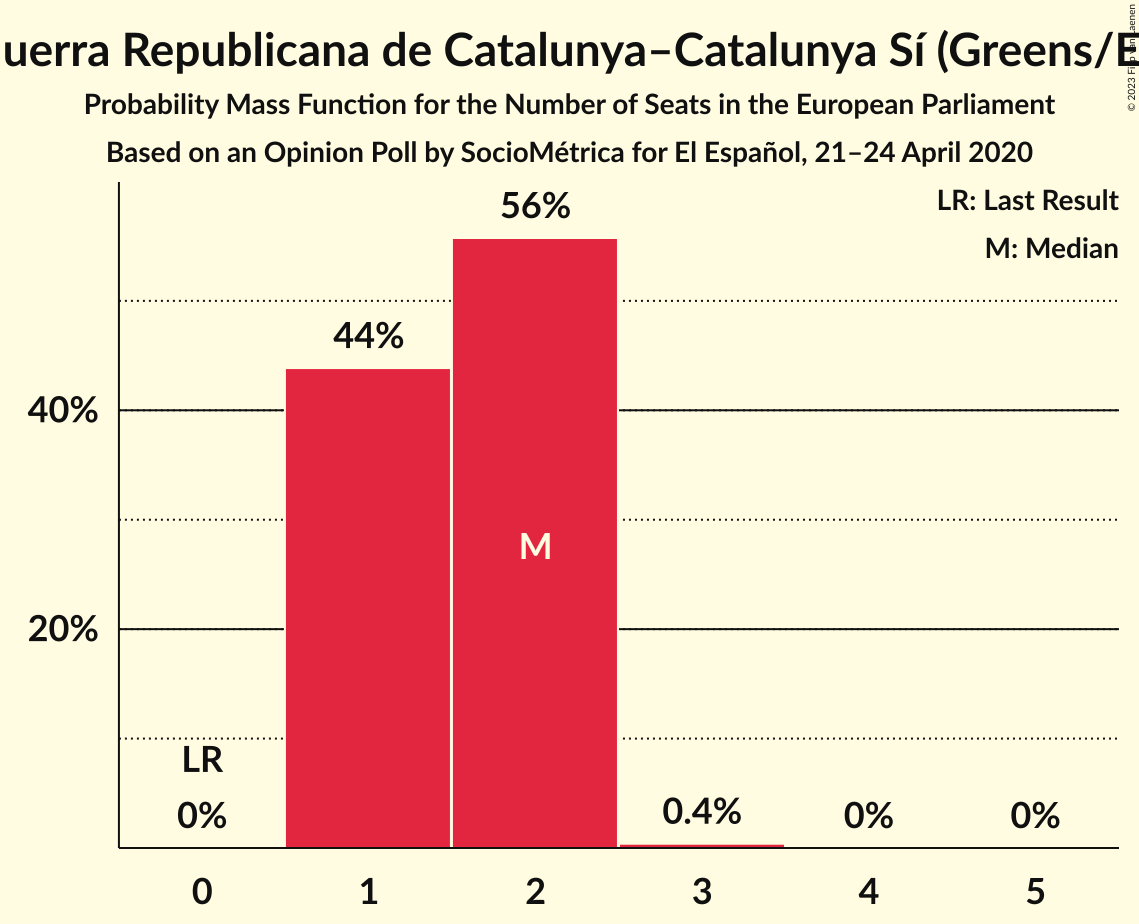 uerra Republicana de Catalunya–Catalunya Sí (Greens/E
Probability Mass Function for the Number of Seats in the European Parliament
Based on an Opinion Poll by SocioMétrica for El Español, 21–24 April 2020
© 2023 Laenen
LR: Last Result
M: Median
56%
44%
40%
M
20%
LR
0%
0.4%
0%
0%
0 1 2 3 4 5